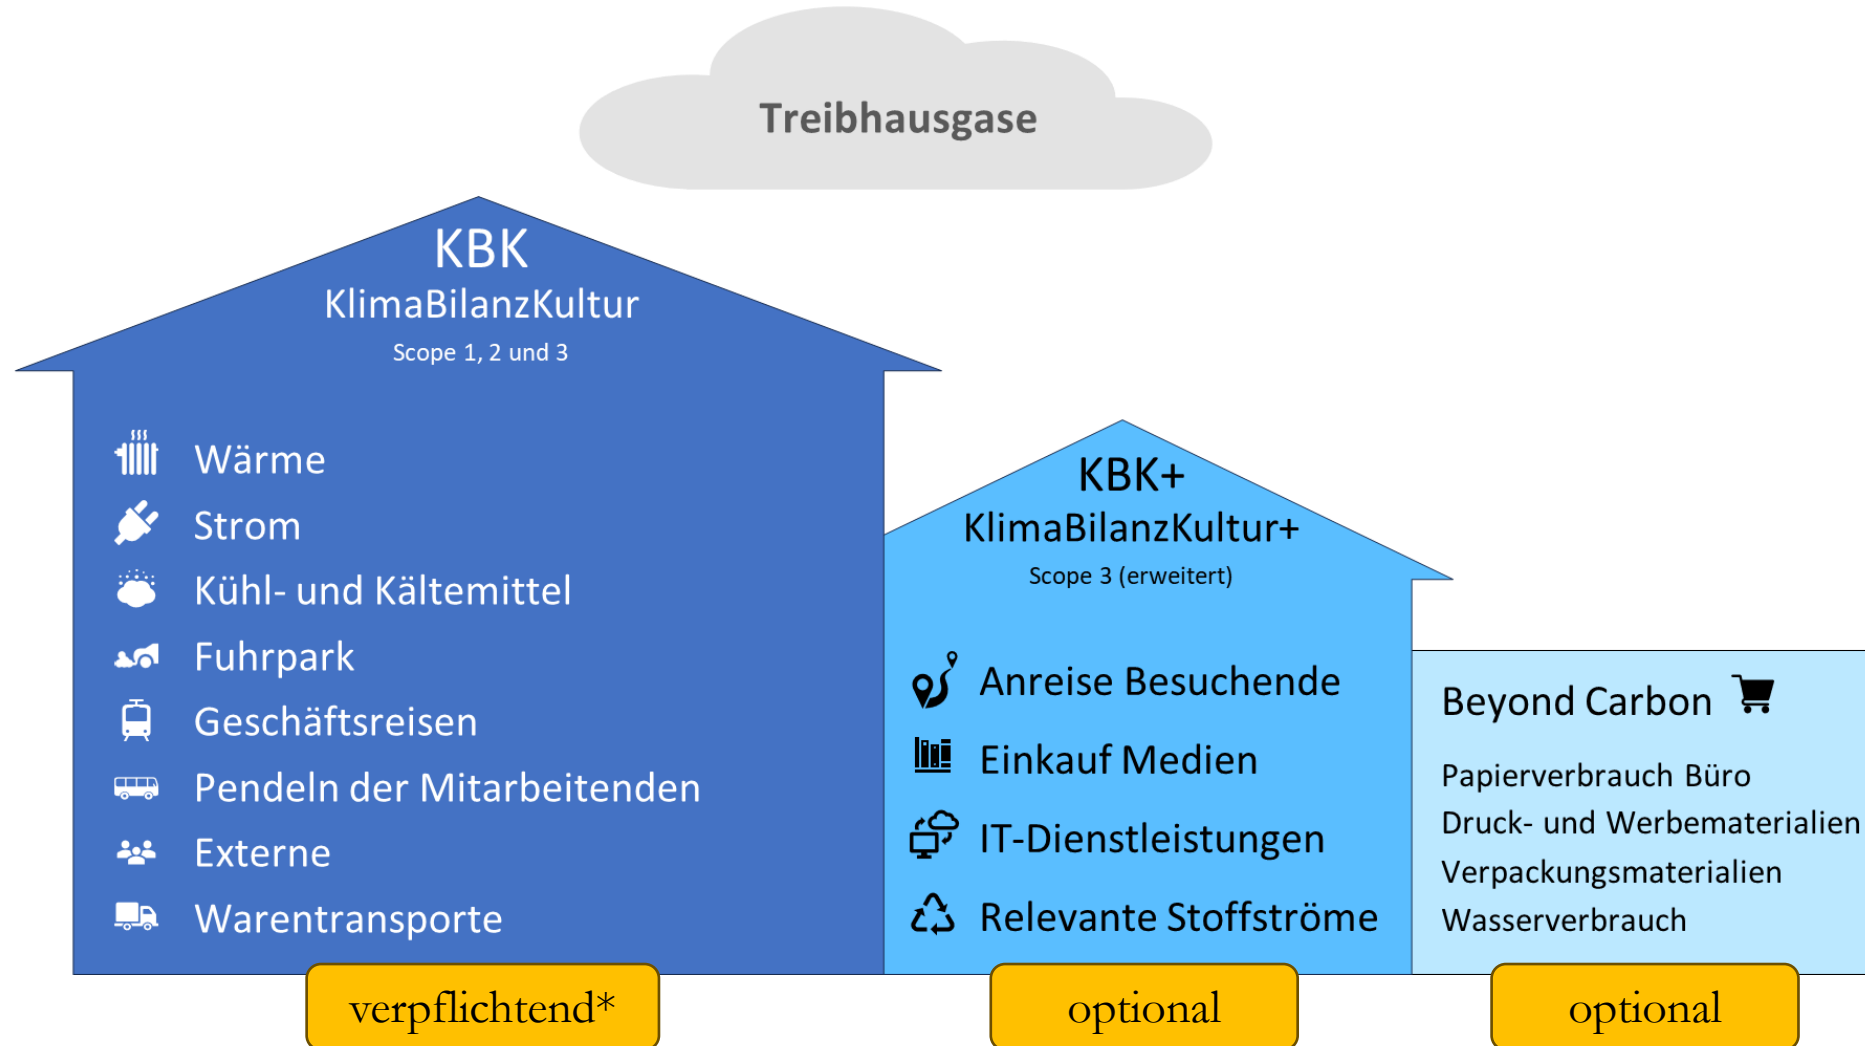 Treibhausgase
KBK
KlimaBilanzKultur
Scope 1, 2 und 3
Wärme
Strom
Kühl- und Kältemittel
Fuhrpark
Geschäftsreisen
Pendeln der Mitarbeitenden
Externe
Warentransporte
verpflichtend*
KBK+
KlimaBilanzKultur+
Scope 3 (erweitert)
Anreise Besuchende
Einkauf Medien
IT-Dienstleistungen
Relevante Stoffströme
optional
Beyond Carbon
Papierverbrauch Büro
Druck- und Werbematerialien
Verpackungsmaterialien
Wasserverbrauch
optional